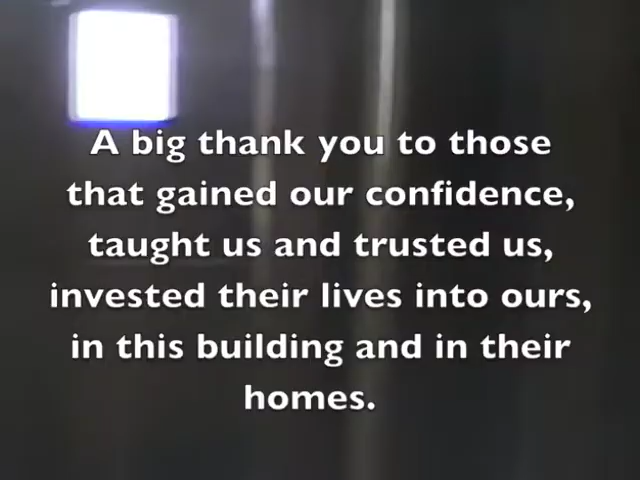 A big thank you to those
that gained our confidence,
taught us and trusted us,
invested their lives into ours,
in this building and in their
homes.